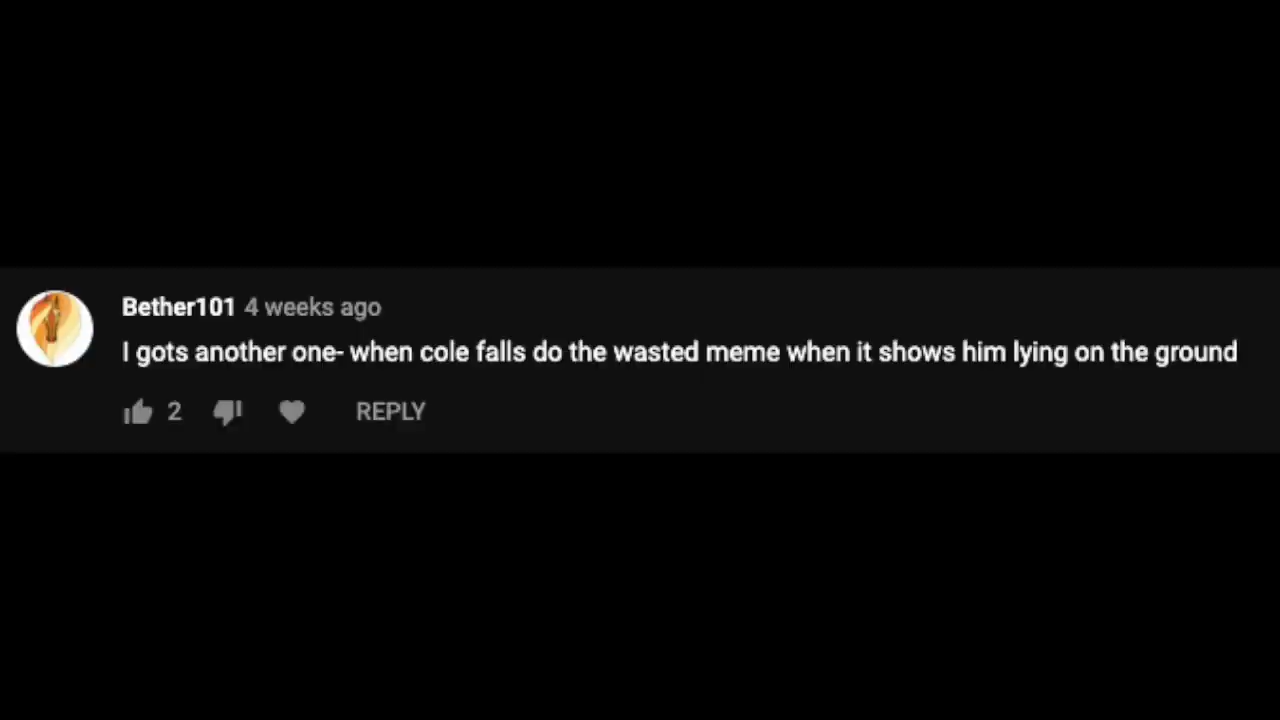 Bether101 4 weeks ago
I gots another one- when cole falls do the wasted meme when it shows him lying on the ground
2 REPLY